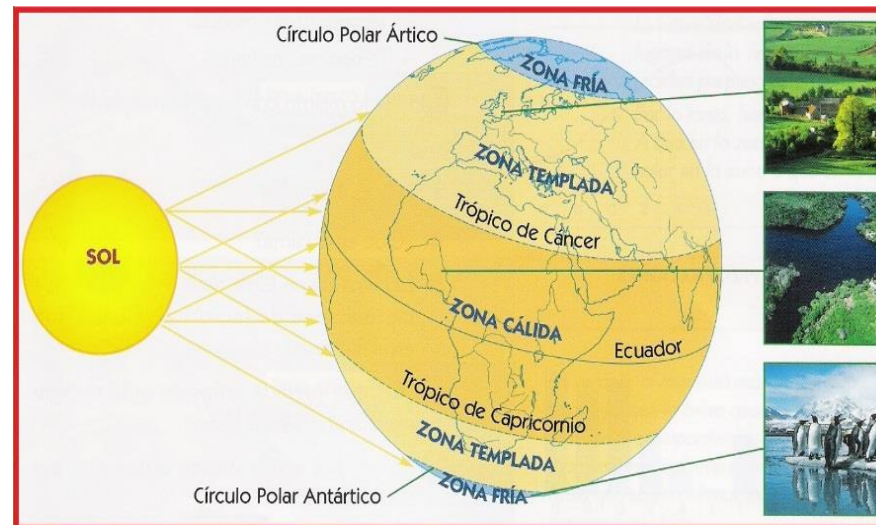 Círculo Polar Ártico
ZONA FRÍA
ZONA TEMPLADA
Trópico de Cáncer
SOL
ZONA CÁLIDA
Ecuador
Trópico de Capricornio
ZONA TEMPLADA
Círculo Polar Antártico
ZONA FRÍA